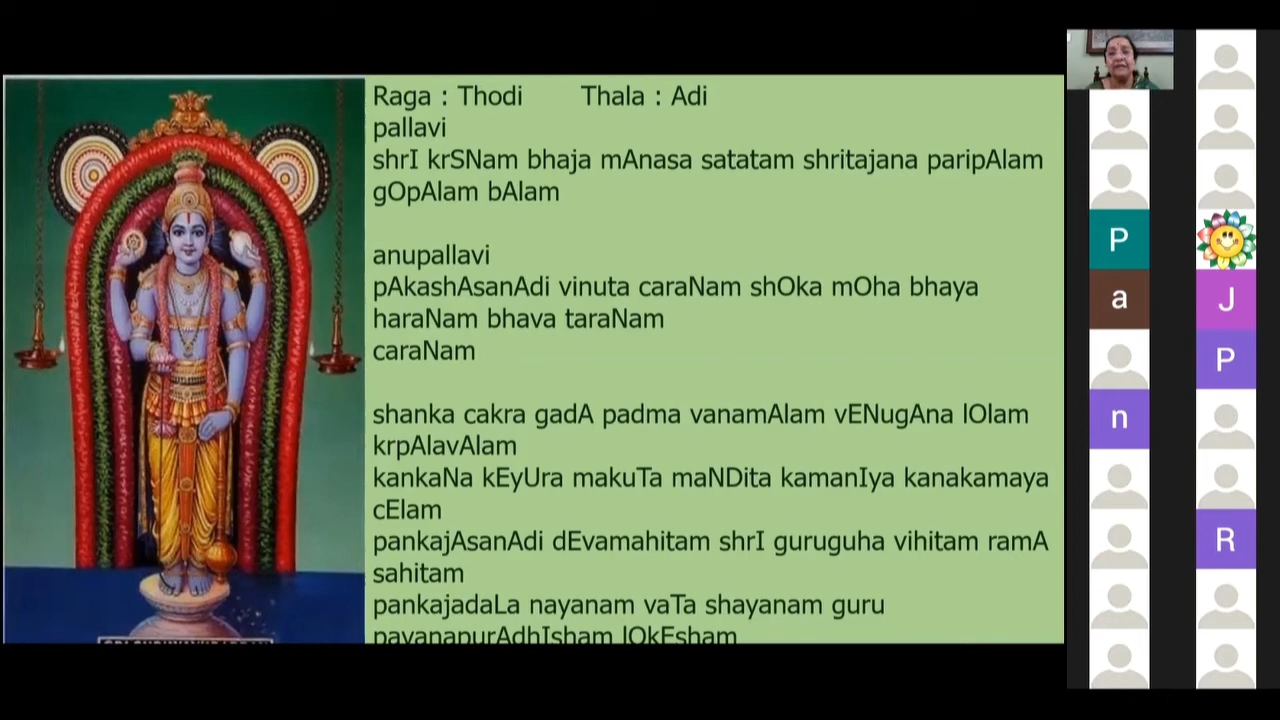 Raga : Thodi Thala : Adi
pallavi
shrI krSNam bhaja mAnasa satatam shritajana paripAlam
gOpAlam bAlam
anupallavi
pAkashAsanAdi vinuta caraNam shOka mOha bhaya
haraNam bhava taraNam
caraNam
shanka cakra gadA padma vanamAlam vENugAna lOlam
krpAlavAlam
kankaNa kEyUra makuTa maNDita kamanIya kanakamaya
cElam
pankajAsanAdi dEvamahitam shrI guruguha vihitam ramA
sahitam
pankajadaLa nayanam vaTa shayanam guru
pavanapurAdhIsham lOkEsham
P
a
J
P
n
R